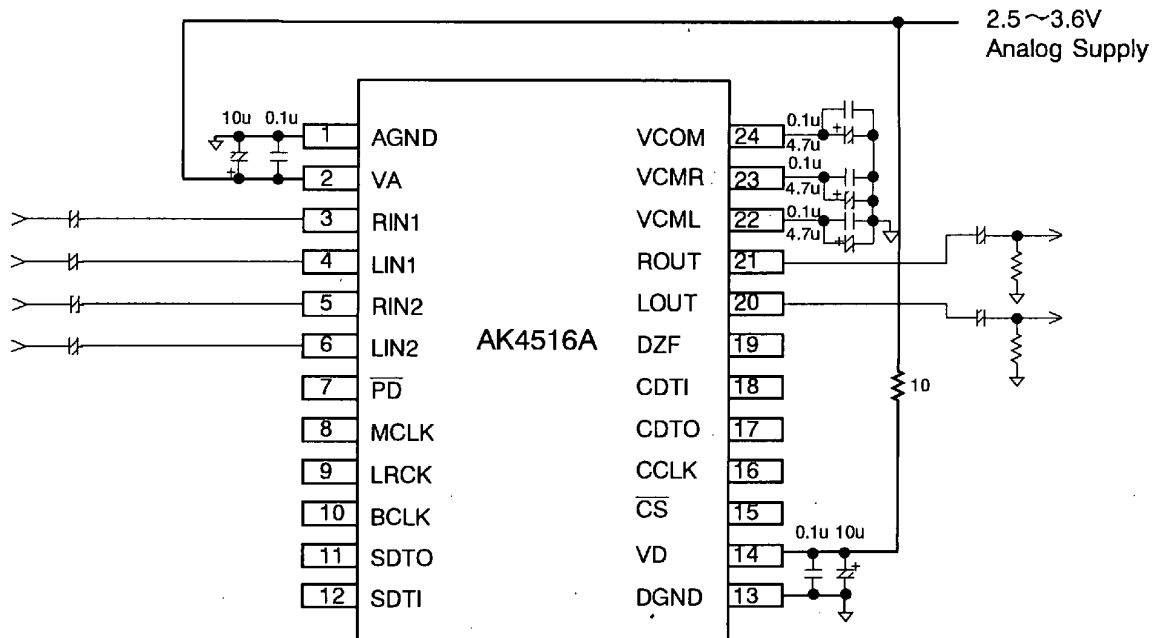 2.5~3.6V
Analog Supply
10u 0.1u
1 AGND
2 VA
3 RIN1
4 LIN1
5 RIN2
6 LIN2
7 PD
8 MCLK
9 LRCK
10 BCLK
11 SDTO
12 SDTI
AK4516A
VCOM 24
VCMR 23
VCML 22
ROUT 21
LOUT 20
DZF 19
CDTI 18
CDTO 17
CCLK 16
CS 15
VD 14
DGND 13
0.1u
+
4.7u
0.1u
+
4.7u
0.1u
+
4.7u
10
0.1u 10u
+
+